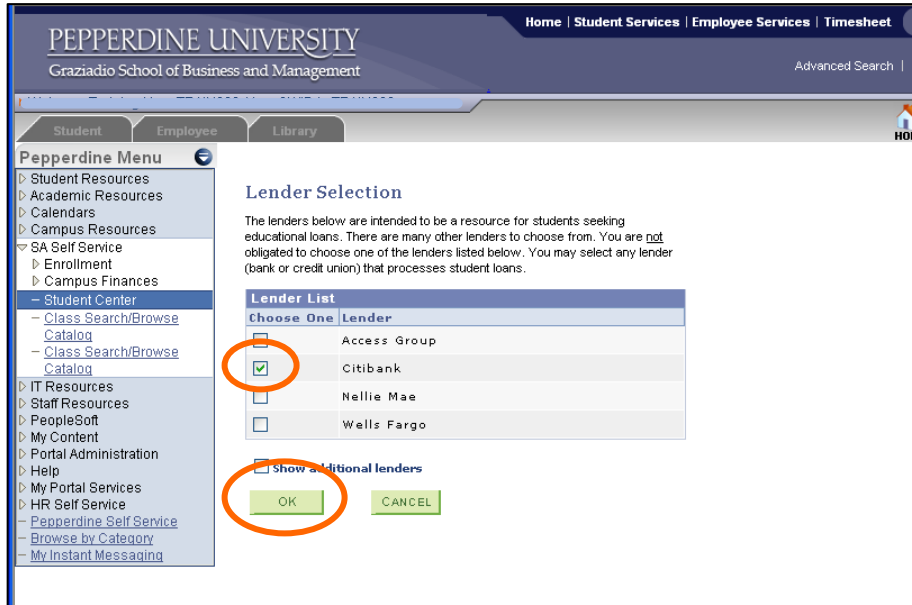 Home | Student Services | Employee Services | Timesheet
PEPPERDINE UNIVERSITY
Graziadio School of Business and Management
Advanced Search |
Student Employee Library
HO
Pepperdine Menu
Student Resources
Academic Resources
Calendars
Campus Resources
SA Self Service
Enrollment
Campus Finances
Student Center
Class Search/Browse
Catalog
Class Search/Browse
Catalog
IT Resources
Staff Resources
PeopleSoft
My Content
Portal Administration
Help
My Portal Services
HR Self Service
Pepperdine Self Service
Browse by Category
My Instant Messaging
Lender Selection
The lenders below are intended to be a resource for students seeking
educational loans. There are many other lenders to choose from. You are not
obligated to choose one of the lenders listed below. You may select any lender
(bank or credit union) that processes student loans.
Lender List
Choose One Lender
Access Group
Citibank
Nellie Mae
Wells Fargo
Show additional lenders
OK CANCEL